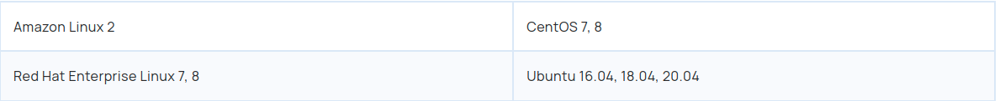 Amazon Linux 2
CentOS 7, 8
Red Hat Enterprise Linux 7, 8
Ubuntu 16.04, 18.04, 20.04